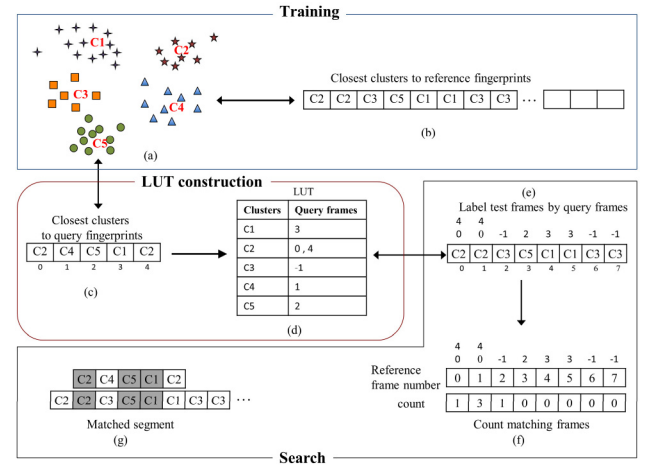 Training
C1
C2
C3
C4
C5
(a)
Closest clusters to reference fingerprints
C2 C2 C3 C5 C1 C1 C3 C3 ...
(b)
LUT construction
Closest clusters
to query fingerprints
C2 C4 C5 C1 C2
0 1 2 3 4
(c)
LUT
Clusters Query frames
C1 3
C2 0 , 4
C3 -1
C4 1
C5 2
(d)
(e)
Label test frames by query frames
4 4
0 0 -1 2 3 3 -1 -1
C2 C2 C3 C5 C1 C1 C3 C3
0 1 2 3 4 5 6 7
4 4
0 0 -1 2 3 3 -1 -1
Reference
frame number
0 1 2 3 4 5 6 7
count 1 3 1 0 0 0 0 0
Count matching frames
(f)
C2 C4 C5 C1 C2
C2 C2 C3 C5 C1 C1 C3 C3 ...
Matched segment
(g)
Search